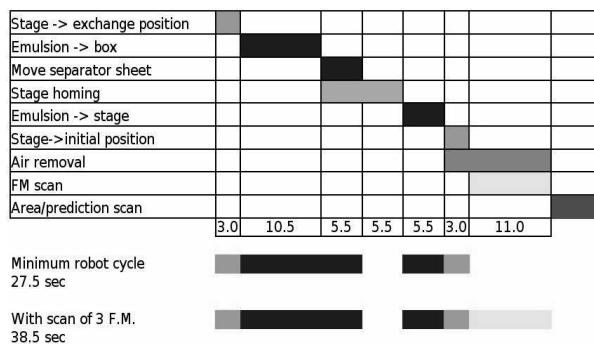 Stage -> exchange position
Emulsion -> box
Move separator sheet
Stage homing
Emulsion -> stage
Stage->initial position
Air removal
FM scan
Area/prediction scan
3.0 10.5 5.5 5.5 5.5 3.0 11.0
Minimum robot cycle
27.5 sec
With scan of 3 F.M.
38.5 sec